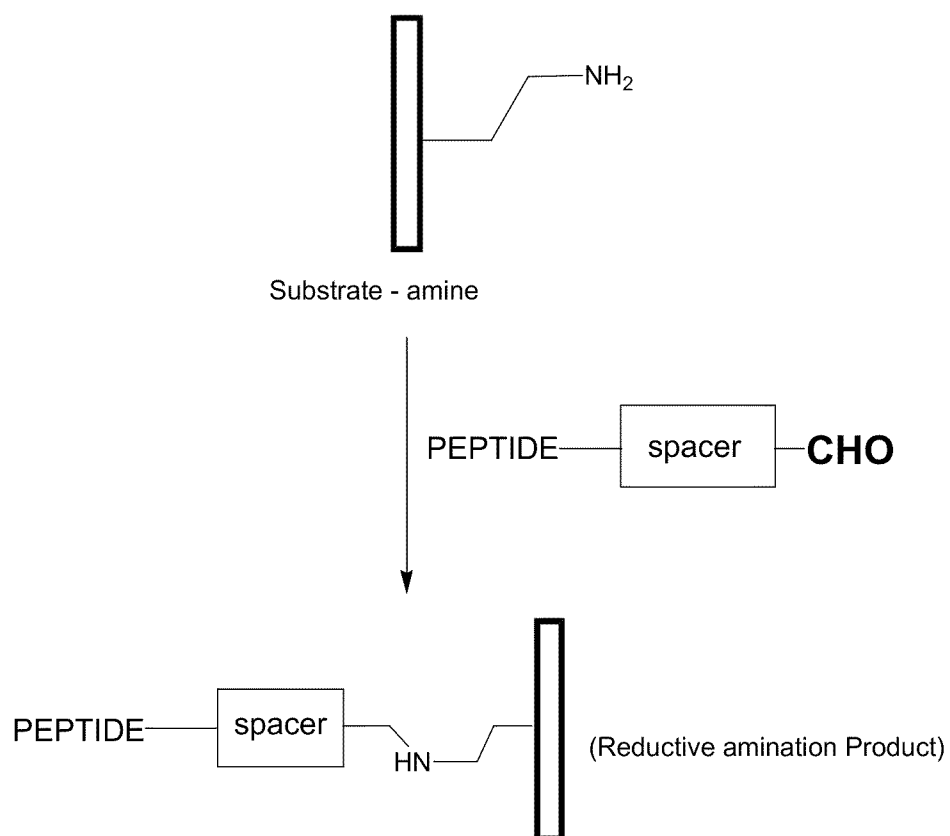 NH₂
Substrate - amine
PEPTIDE spacer CHO
PEPTIDE spacer HN (Reductive amination Product)